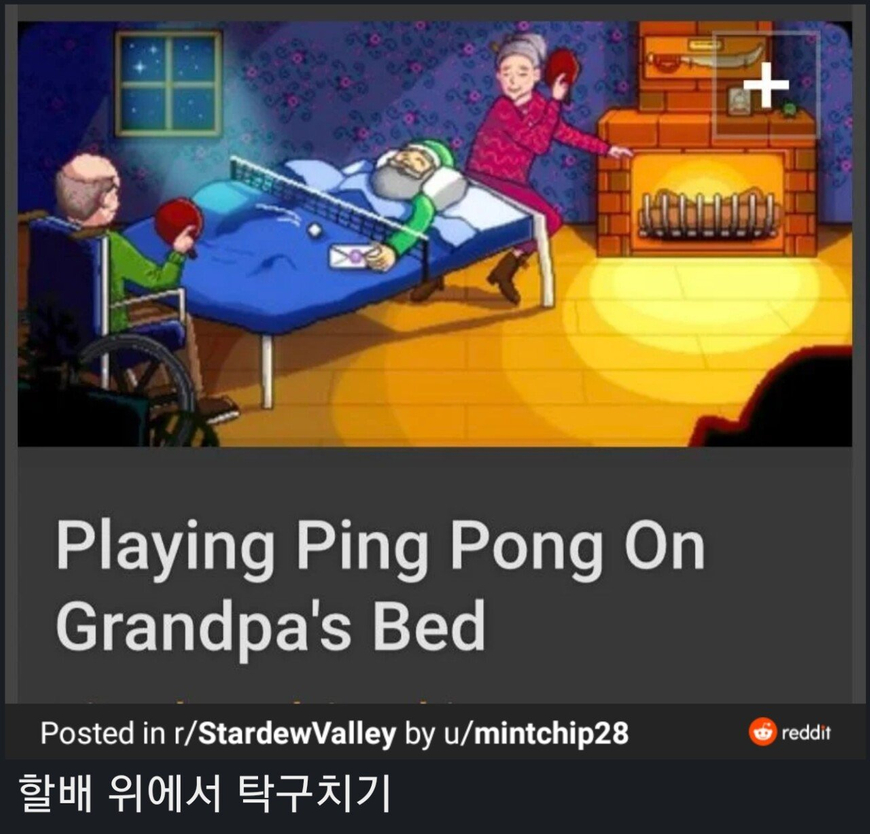 Playing Ping Pong On
Grandpa's Bed
Posted in r/StardewValley by u/mintchip28
reddit
할배 위에서 탁구치기